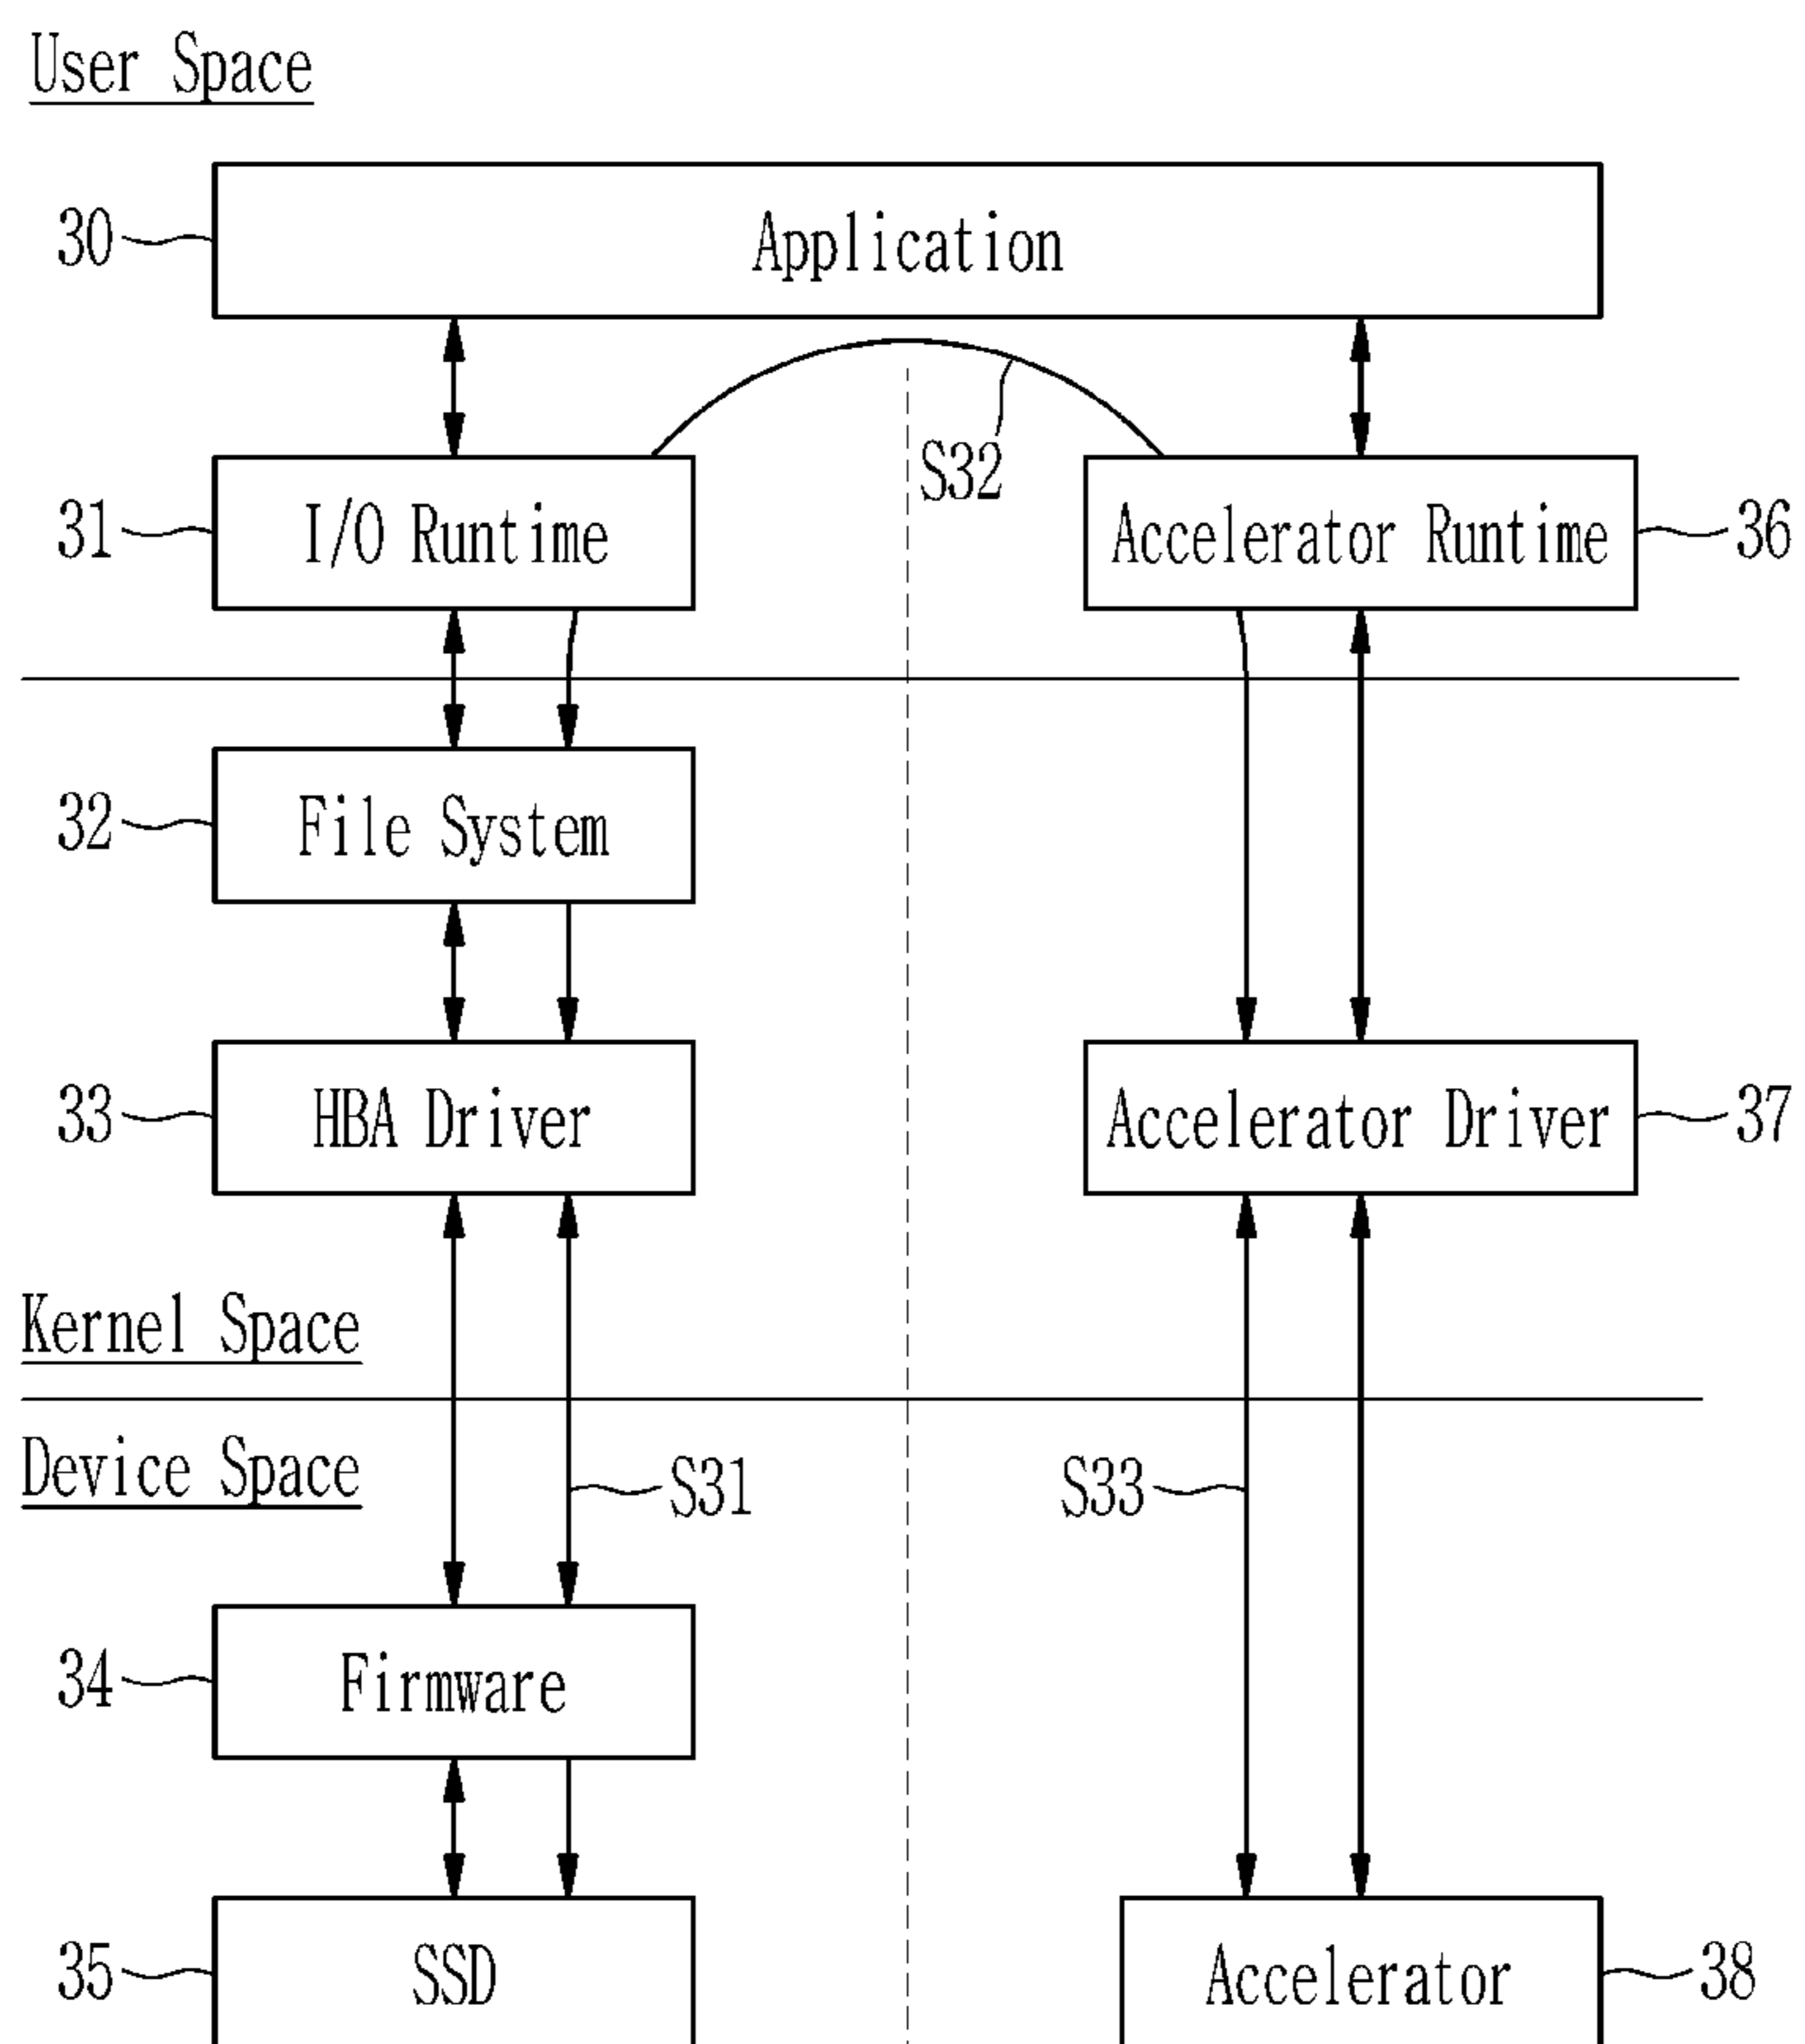 User Space
30
Application
S32
31
I/O Runtime
Accelerator Runtime
36
32
File System
33
HBA Driver
Accelerator Driver
37
Kernel Space
Device Space
S31
S33
34
Firmware
35
SSD
Accelerator
38